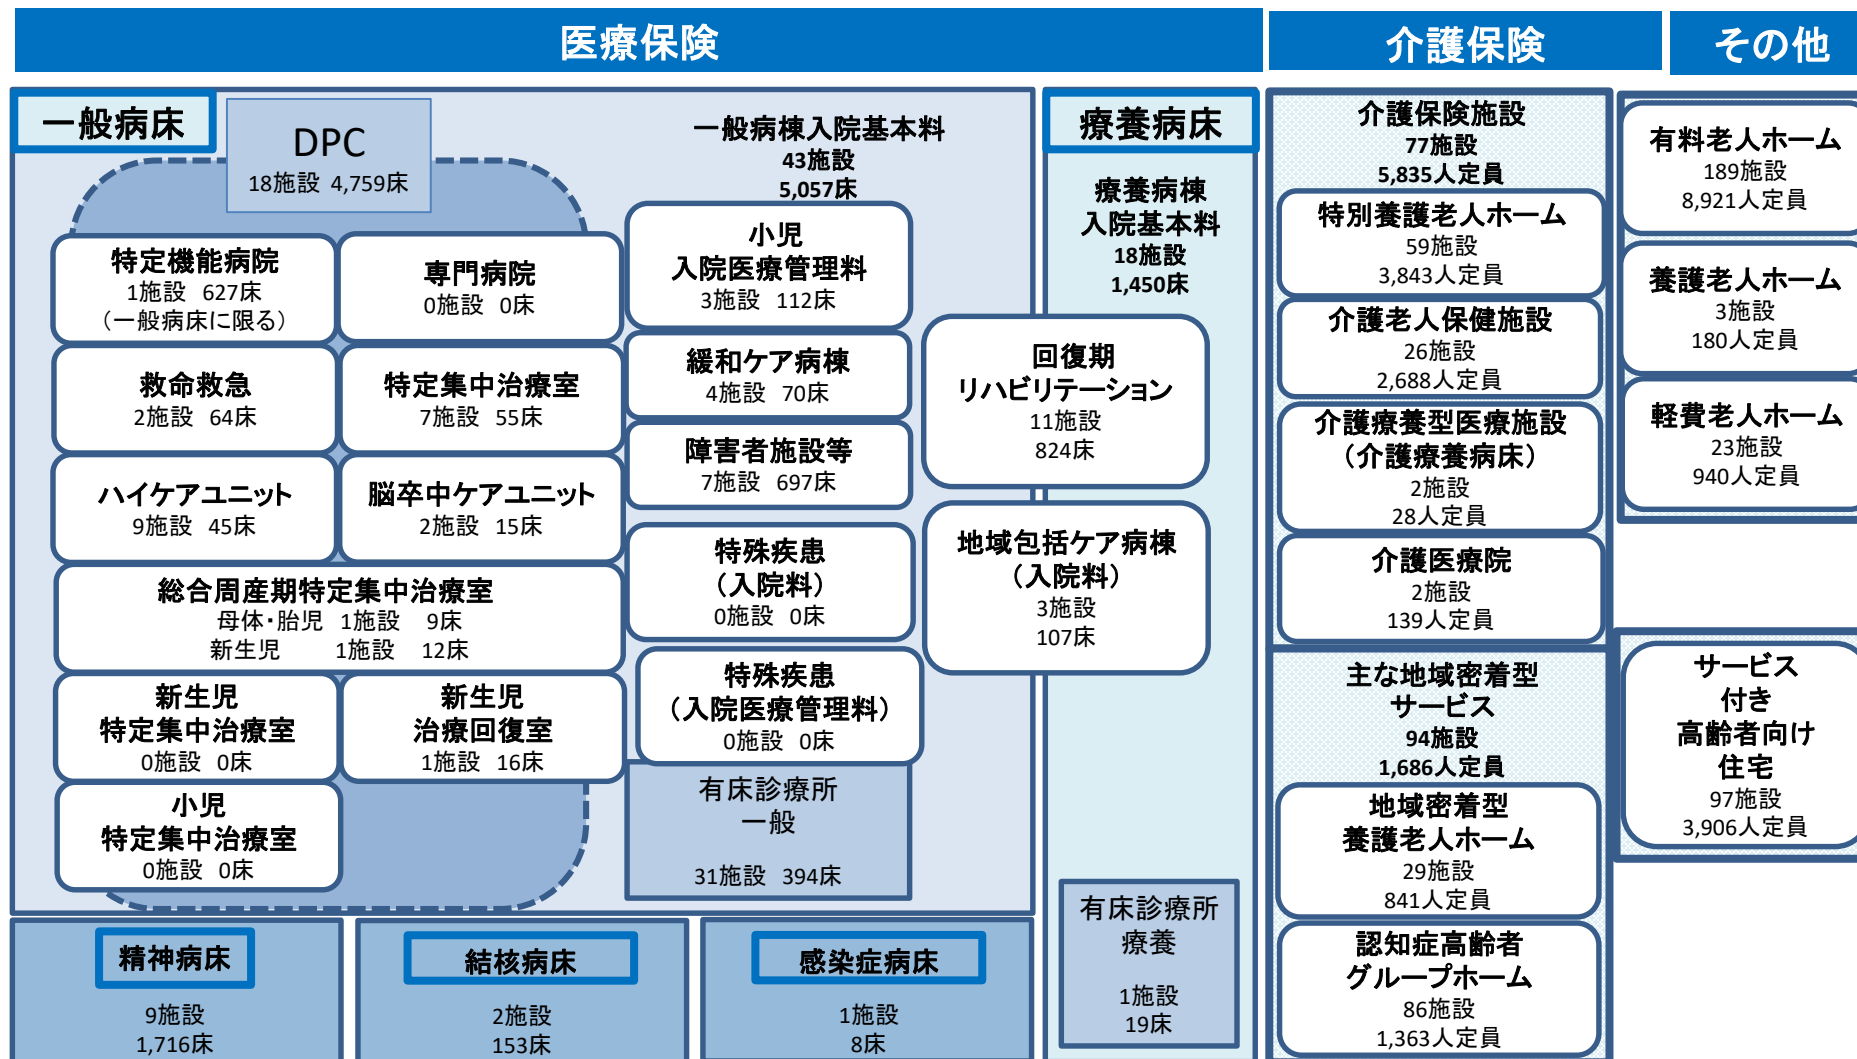 医療保険
介護保険
その他
一般病床
DPC
18施設 4,759床
一般病棟入院基本料
43施設
5,057床
特定機能病院
1施設 627床
（一般病床に限る）
専門病院
0施設 0床
救命救急
2施設 64床
特定集中治療室
7施設 55床
ハイケアユニット
9施設 45床
脳卒中ケアユニット
2施設 15床
総合周産期特定集中治療室
母体・胎児 1施設 9床
新生児 1施設 12床
新生児
特定集中治療室
0施設 0床
新生児
治療回復室
1施設 16床
小児
特定集中治療室
0施設 0床
小児
入院医療管理料
3施設 112床
緩和ケア病棟
4施設 70床
障害者施設等
7施設 697床
特殊疾患
（入院料）
0施設 0床
特殊疾患
（入院医療管理料）
0施設 0床
有床診療所
一般
31施設 394床
療養病床
療養病棟
入院基本料
18施設
1,450床
回復期
リハビリテーション
11施設
824床
地域包括ケア病棟
（入院料）
3施設
107床
有床診療所
療養
1施設
19床
精神病床
9施設
1,716床
結核病床
2施設
153床
感染症病床
1施設
8床
介護保険施設
77施設
5,835人定員
特別養護老人ホーム
59施設
3,843人定員
介護老人保健施設
26施設
2,688人定員
介護療養型医療施設
（介護療養病床）
2施設
28人定員
介護医療院
2施設
139人定員
主な地域密着型
サービス
94施設
1,686人定員
地域密着型
養護老人ホーム
29施設
841人定員
認知症高齢者
グループホーム
86施設
1,363人定員
有料老人ホーム
189施設
8,921人定員
養護老人ホーム
3施設
180人定員
軽費老人ホーム
23施設
940人定員
サービス
付き
高齢者向け
住宅
97施設
3,906人定員